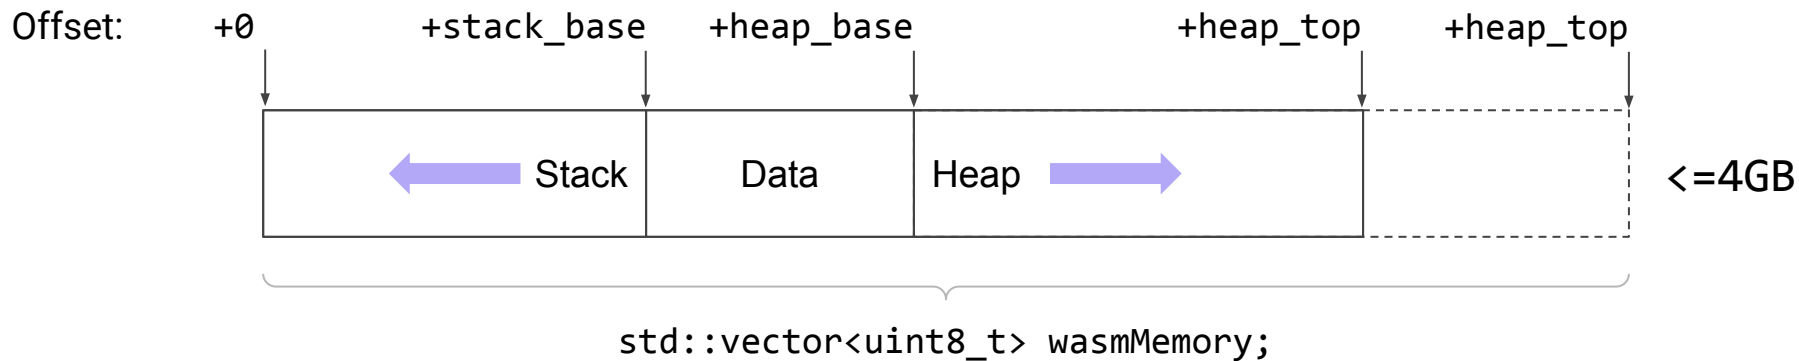 Offset: +0 +stack_base +heap_base +heap_top +heap_top
Stack Data Heap <=4GB
std::vector<uint8_t> wasmMemory;